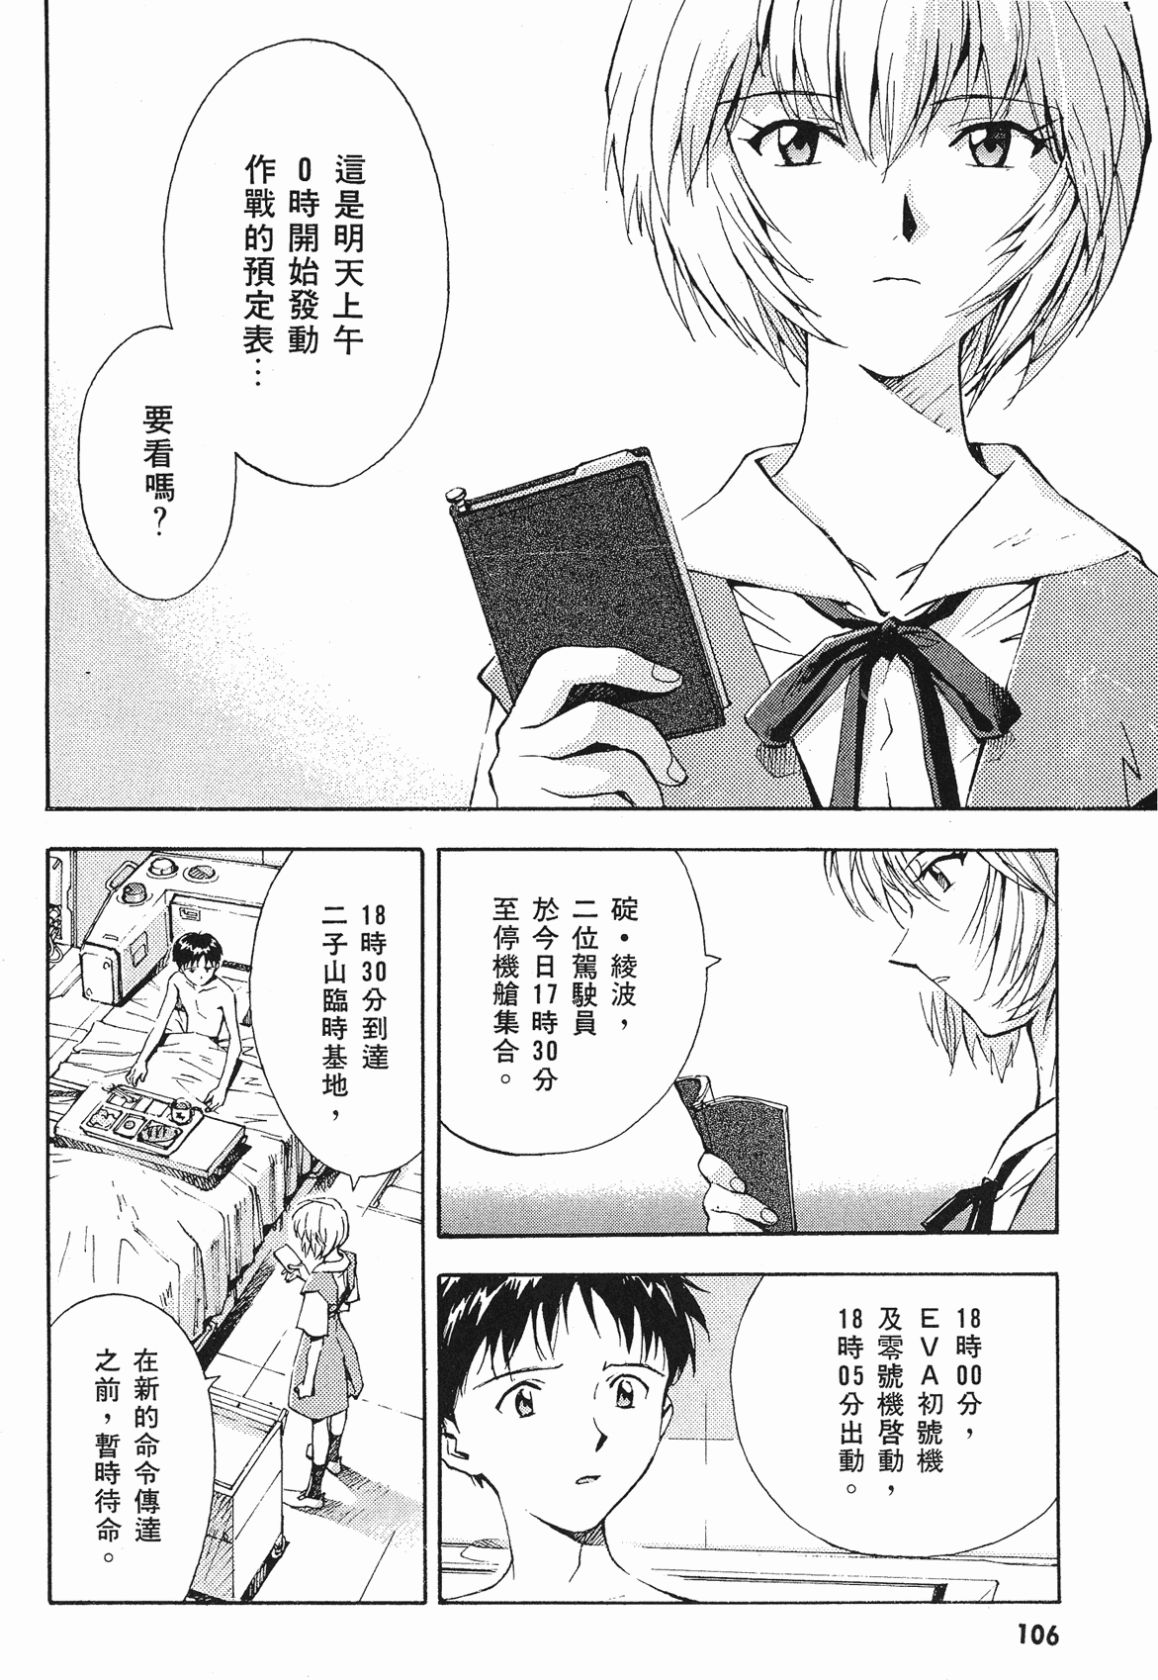 這是明天上午
0時開始發動
作戰的預定表…
要看嗎?
碇・綾波,
二位駕駛員
於今日17時30分
至停機艙集合。
18時00分,
EVA初號機
及零號機啓動,
18時05分出動。
18時30分到達
二子山臨時基地,
在新的命令傳達
之前,暫時待命。
106